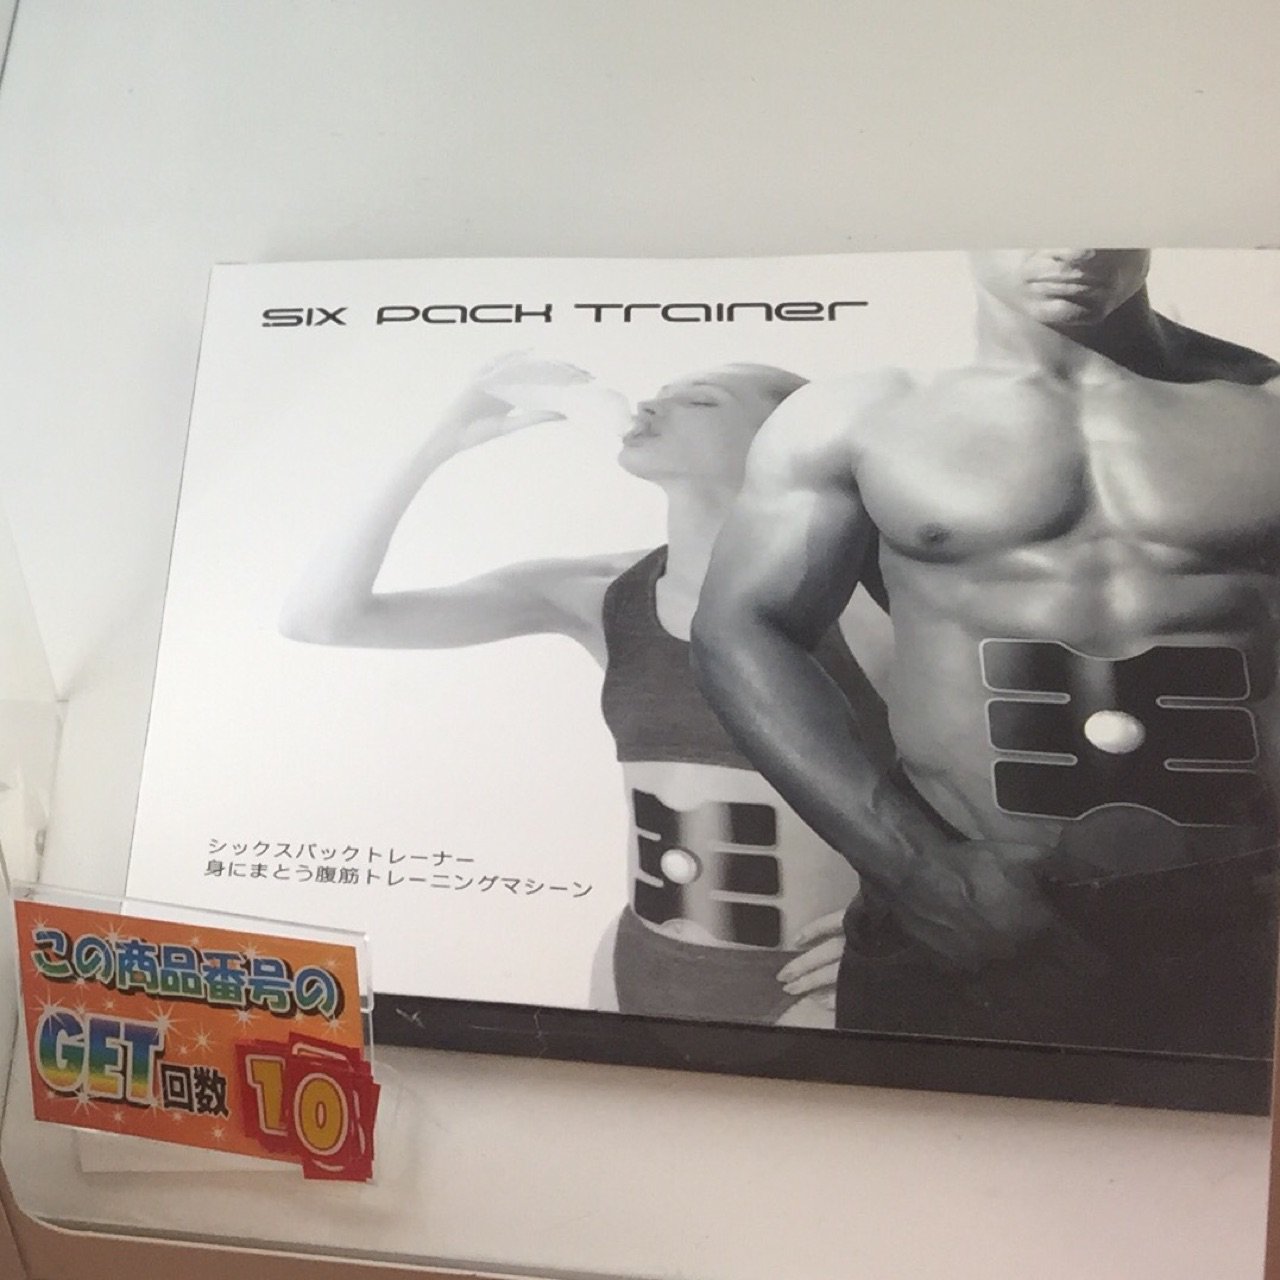 SIX PACK Trainer
シックスパックトレーナー
身にまとう腹筋トレーニングマシーン
この商品番号の
GET回数 10